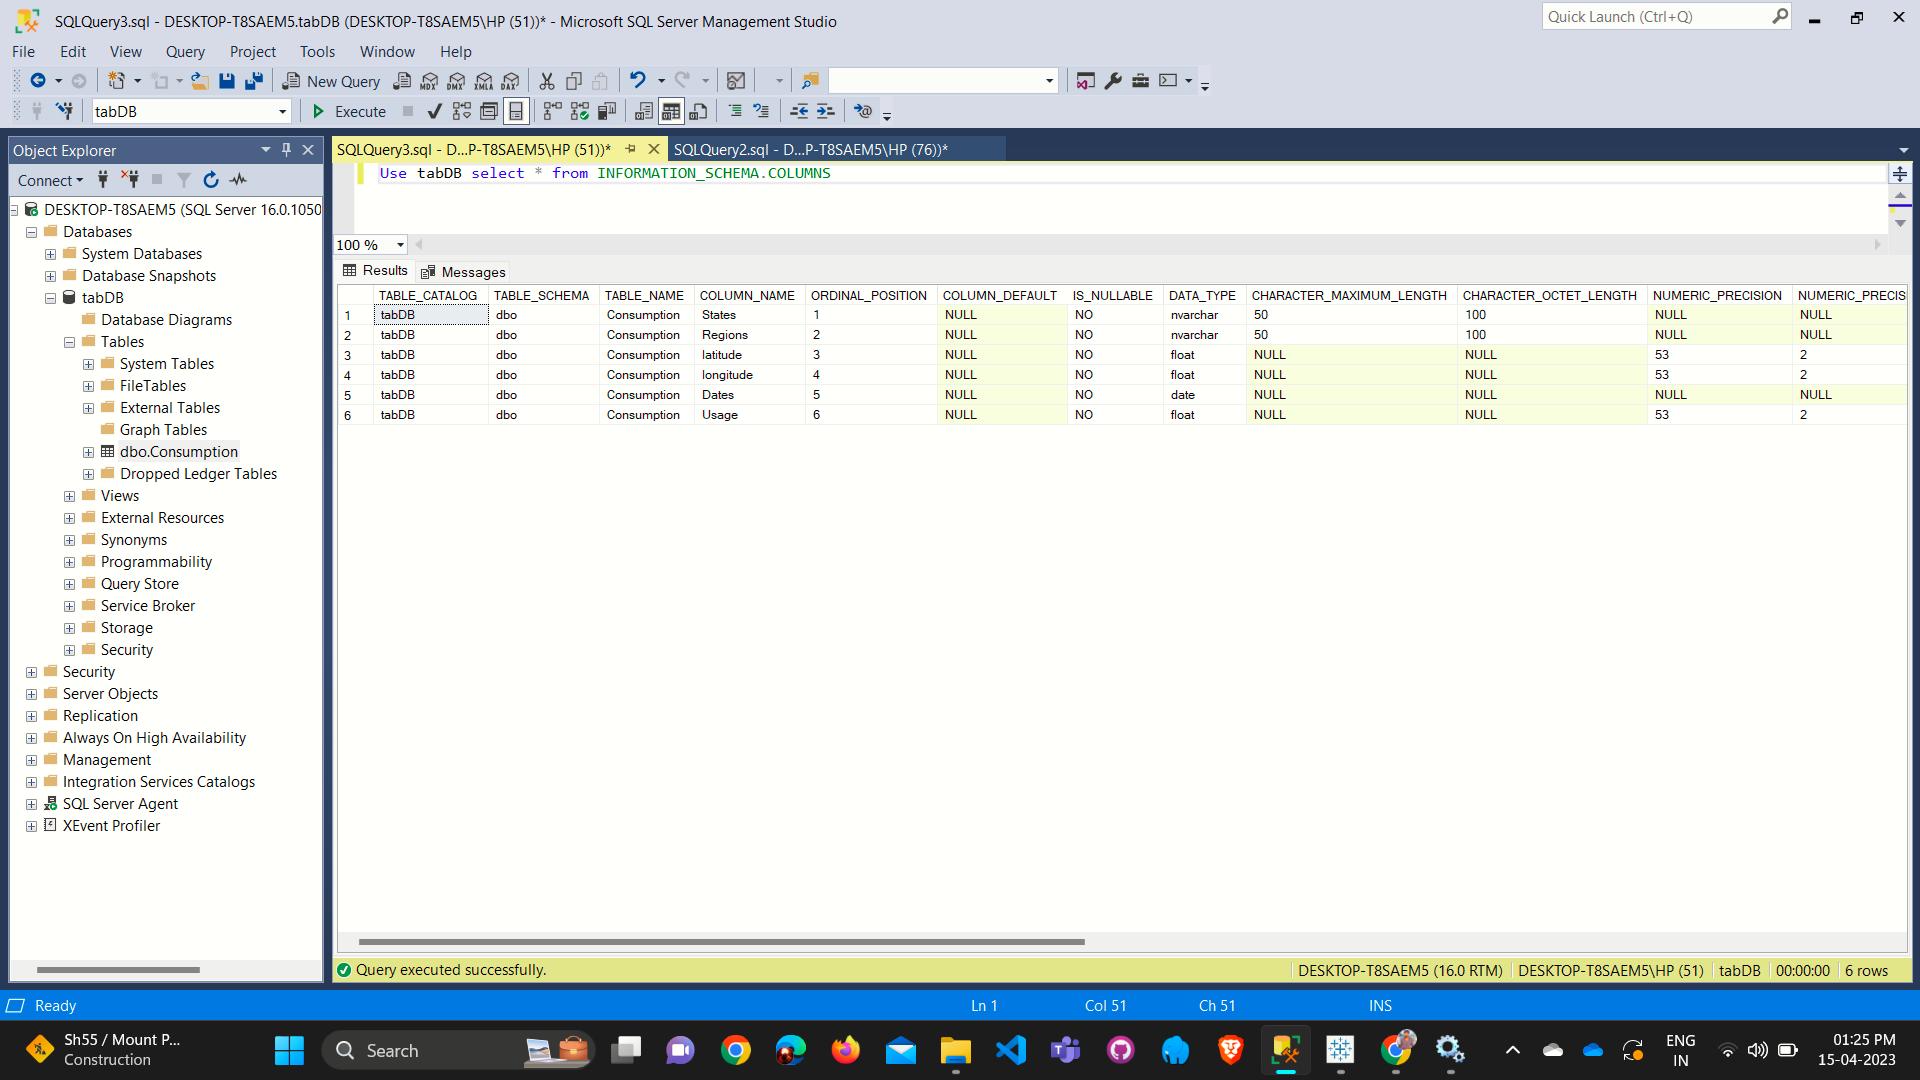 SQLQuery3.sql - DESKTOP-T8SAEM5.tabDB (DESKTOP-T8SAEM5\HP (51))* - Microsoft SQL Server Management Studio
Quick Launch (Ctrl+Q)
File Edit View Query Project Tools Window Help
New Query MDX DMX XMLA DAX
tabDB Execute
Object Explorer
SQLQuery3.sql - D...P-T8SAEM5\HP (51))* SQLQuery2.sql - D...P-T8SAEM5\HP (76))*
Connect
Use tabDB select * from INFORMATION_SCHEMA.COLUMNS
100 %
Results Messages
DESKTOP-T8SAEM5 (SQL Server 16.0.1050
Databases
System Databases
Database Snapshots
tabDB
Database Diagrams
Tables
System Tables
FileTables
External Tables
Graph Tables
dbo.Consumption
Dropped Ledger Tables
Views
External Resources
Synonyms
Programmability
Query Store
Service Broker
Storage
Security
Security
Server Objects
Replication
Always On High Availability
Management
Integration Services Catalogs
SQL Server Agent
XEvent Profiler
TABLE_CATALOG TABLE_SCHEMA TABLE_NAME COLUMN_NAME ORDINAL_POSITION COLUMN_DEFAULT IS_NULLABLE DATA_TYPE CHARACTER_MAXIMUM_LENGTH CHARACTER_OCTET_LENGTH NUMERIC_PRECISION NUMERIC_PRECISI
1 tabDB dbo Consumption States 1 NULL NO nvarchar 50 100 NULL NULL
2 tabDB dbo Consumption Regions 2 NULL NO nvarchar 50 100 NULL NULL
3 tabDB dbo Consumption latitude 3 NULL NO float NULL NULL 53 2
4 tabDB dbo Consumption longitude 4 NULL NO float NULL NULL 53 2
5 tabDB dbo Consumption Dates 5 NULL NO date NULL NULL NULL NULL
6 tabDB dbo Consumption Usage 6 NULL NO float NULL NULL 53 2
Query executed successfully. DESKTOP-T8SAEM5 (16.0 RTM) DESKTOP-T8SAEM5\HP (51) tabDB 00:00:00 6 rows
Ready Ln 1 Col 51 Ch 51 INS
Sh55 / Mount P...
Construction
Search
ENG
IN
01:25 PM
15-04-2023